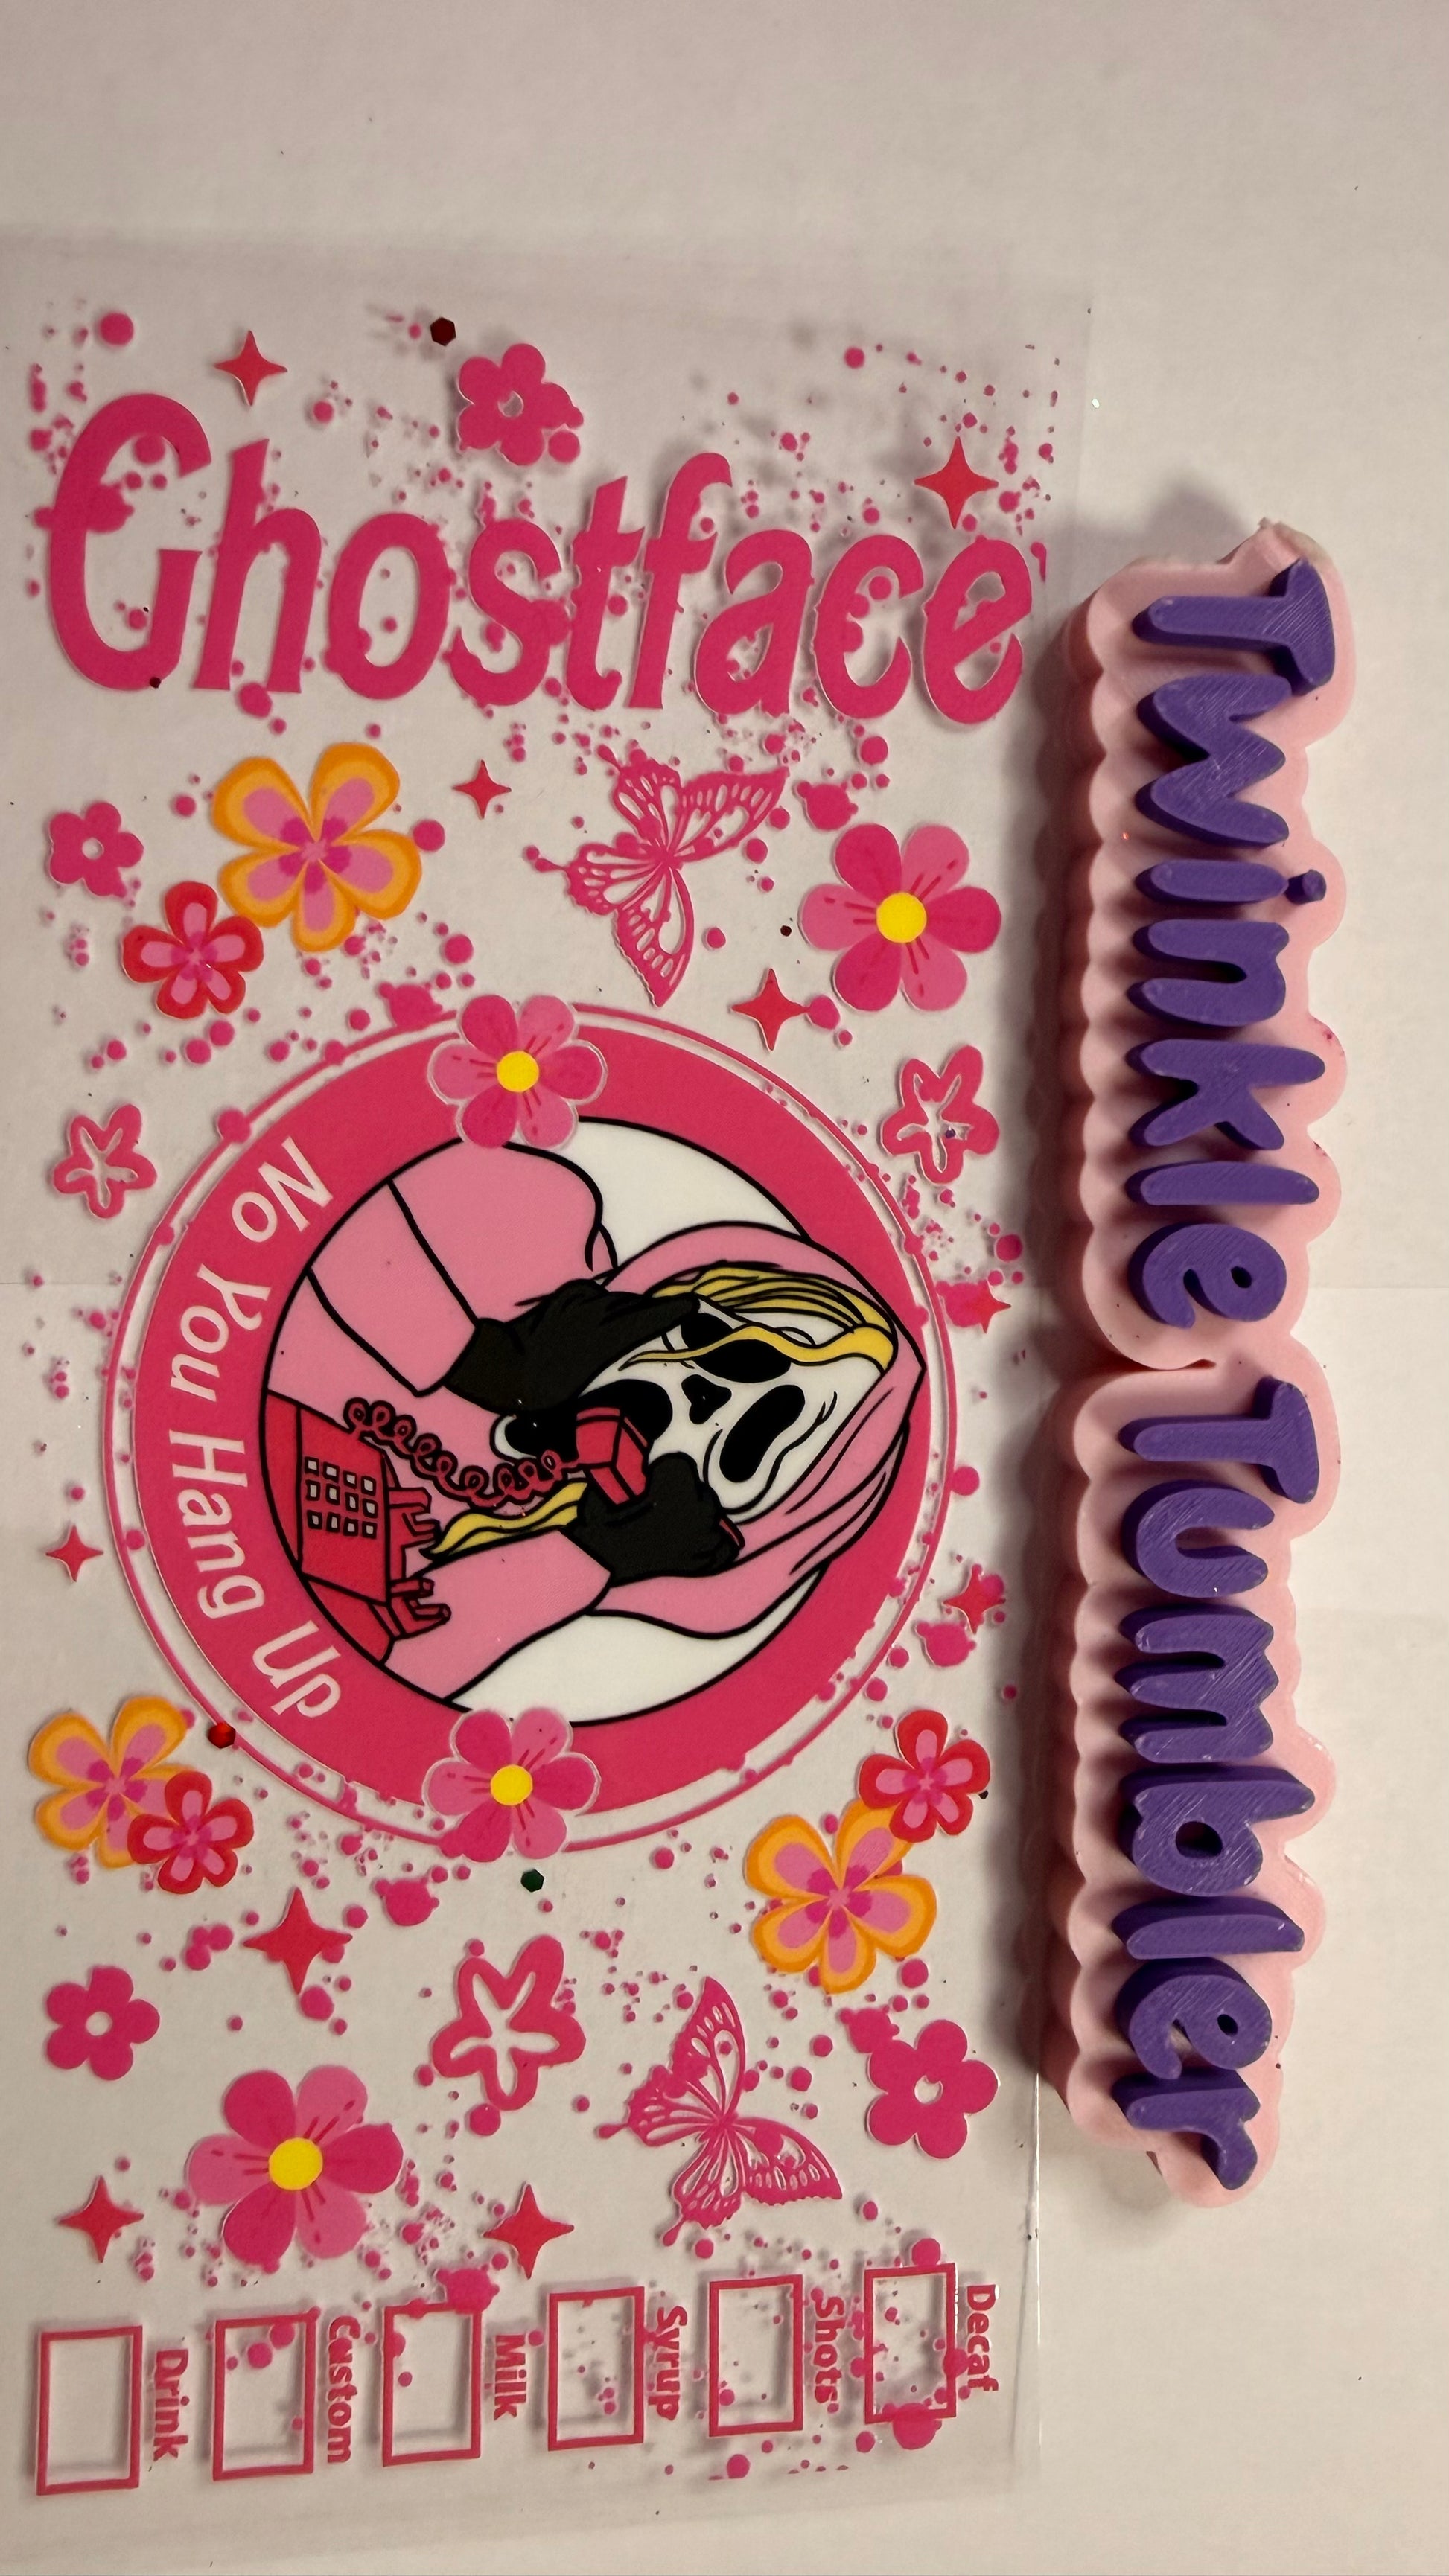 Ghostface
No You Hang Up
Decaf
Shots
Syrup
Milk
Custom
Drink
Twinkle Tumbler